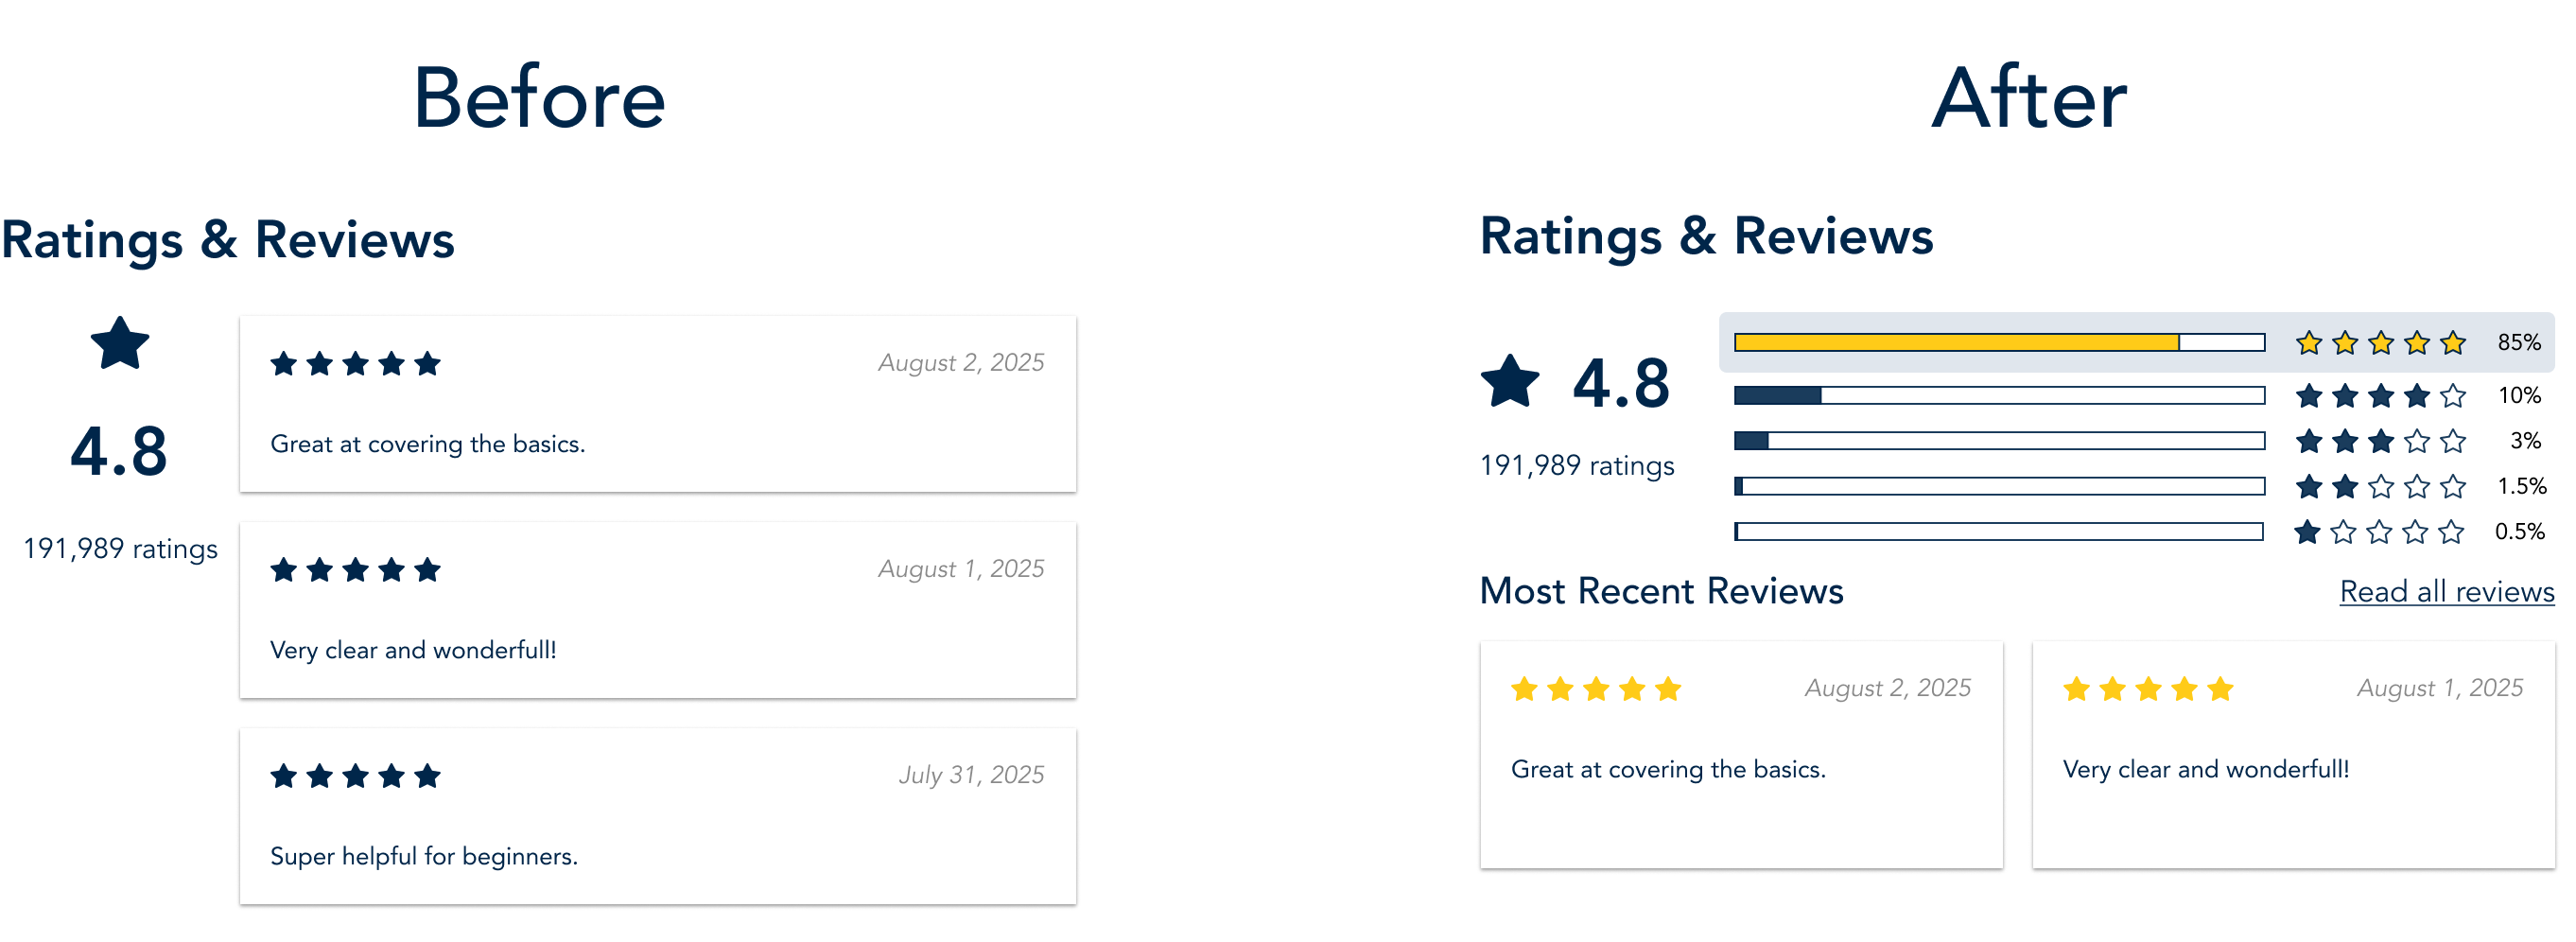 Before
Ratings & Reviews
4.8
191,989 ratings
August 2, 2025
Great at covering the basics.
August 1, 2025
Very clear and wonderfull!
July 31, 2025
Super helpful for beginners.
After
Ratings & Reviews
4.8
191,989 ratings
85%
10%
3%
1.5%
0.5%
Most Recent Reviews
Read all reviews
August 2, 2025
Great at covering the basics.
August 1, 2025
Very clear and wonderfull!